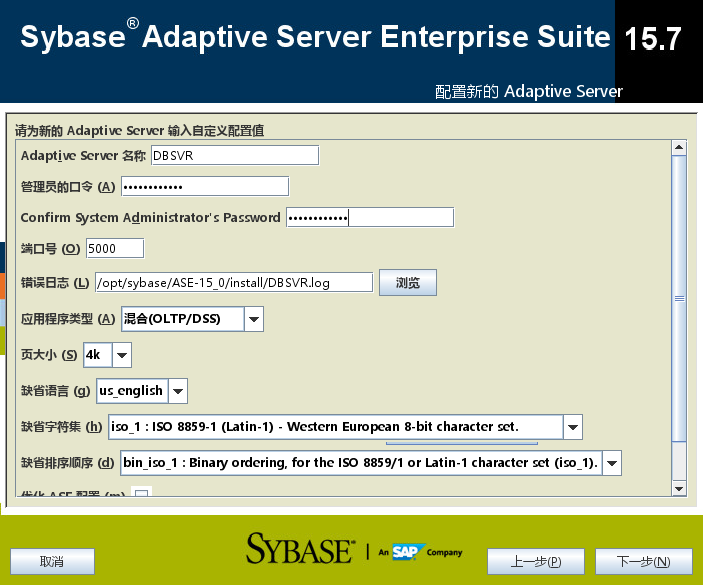 Sybase® Adaptive Server Enterprise Suite 15.7
配置新的 Adaptive Server
请为新的 Adaptive Server 输入自定义配置值
Adaptive Server 名称 DBSVR
管理员的口令 (A) ••••••••••••
Confirm System Administrator's Password ••••••••••••
端口号 (O) 5000
错误日志 (L) /opt/sybase/ASE-15_0/install/DBSVR.log 浏览
应用程序类型 (A) 混合(OLTP/DSS)
页大小 (S) 4k
缺省语言 (g) us_english
缺省字符集 (h) iso_1 : ISO 8859-1 (Latin-1) - Western European 8-bit character set.
缺省排序顺序 (d) bin_iso_1 : Binary ordering, for the ISO 8859/1 or Latin-1 character set (iso_1).
优化 ASE 配置 (m)
取消 SYBASE® | An SAP Company 上一步(P) 下一步(N)